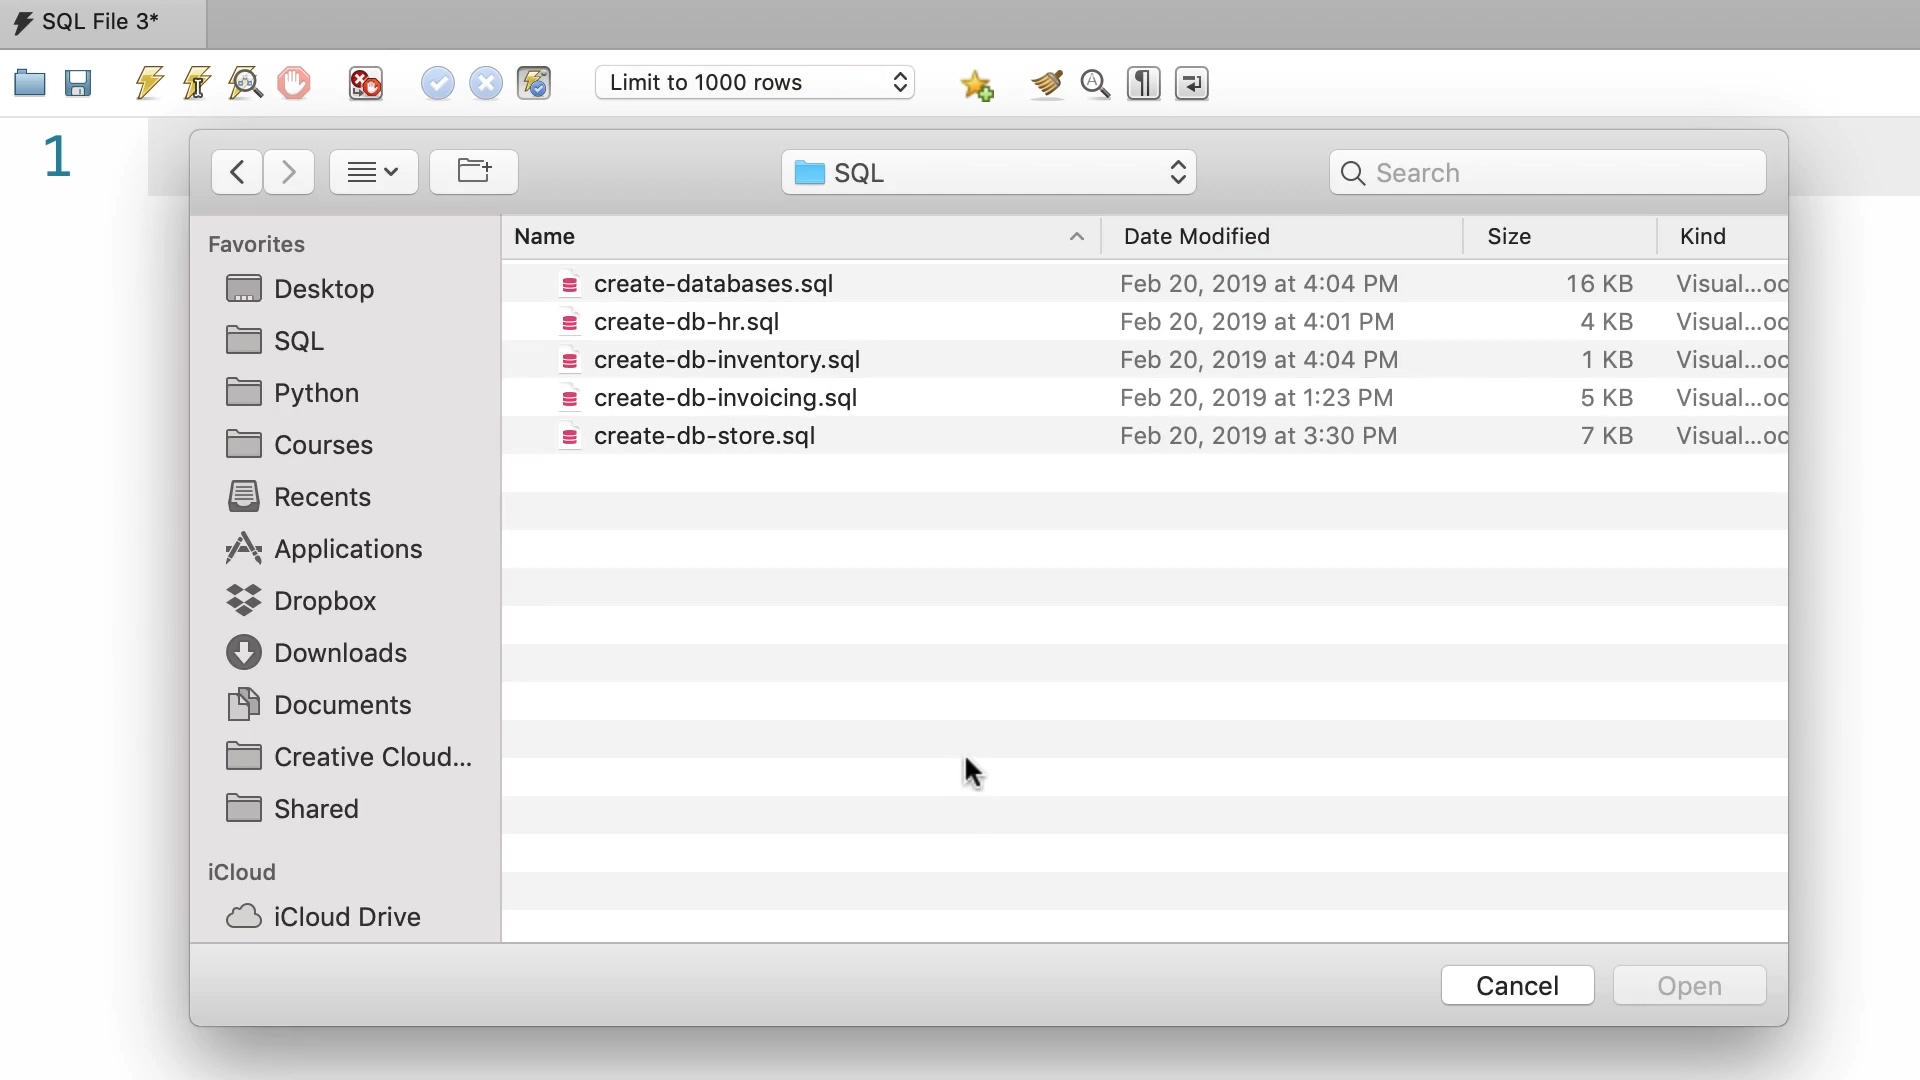 SQL File 3*
Limit to 1000 rows
1
SQL
Search
Favorites
Desktop
SQL
Python
Courses
Recents
Applications
Dropbox
Downloads
Documents
Creative Cloud...
Shared
iCloud
iCloud Drive
Name Date Modified Size Kind
create-databases.sql Feb 20, 2019 at 4:04 PM 16 KB Visual...oc
create-db-hr.sql Feb 20, 2019 at 4:01 PM 4 KB Visual...oc
create-db-inventory.sql Feb 20, 2019 at 4:04 PM 1 KB Visual...oc
create-db-invoicing.sql Feb 20, 2019 at 1:23 PM 5 KB Visual...oc
create-db-store.sql Feb 20, 2019 at 3:30 PM 7 KB Visual...oc
Cancel Open